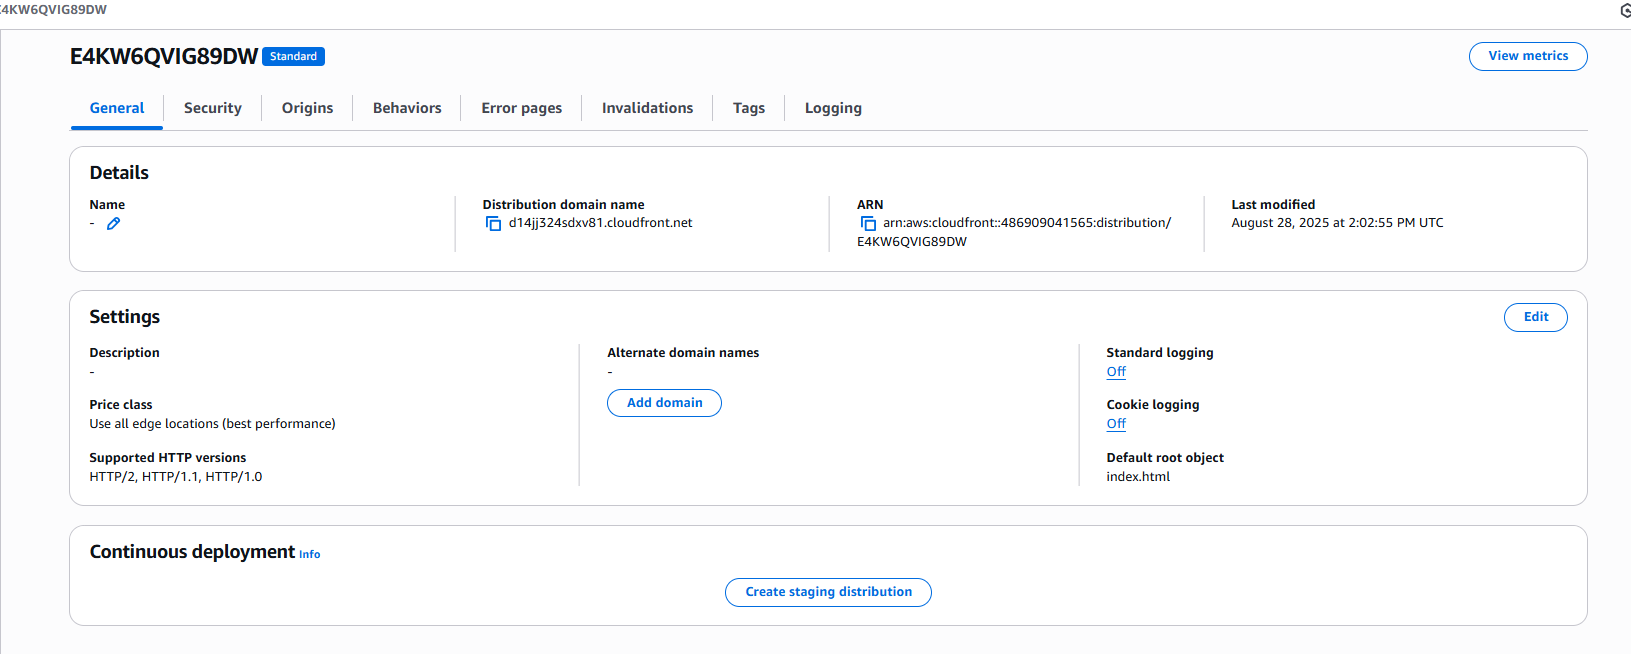 E4KW6QVIG89DW
E4KW6QVIG89DW Standard
View metrics
General Security Origins Behaviors Error pages Invalidations Tags Logging
Details
Name
-
Distribution domain name
d14jj324sdxv81.cloudfront.net
ARN
arn:aws:cloudfront::486909041565:distribution/
E4KW6QVIG89DW
Last modified
August 28, 2025 at 2:02:55 PM UTC
Settings
Edit
Description
-
Price class
Use all edge locations (best performance)
Supported HTTP versions
HTTP/2, HTTP/1.1, HTTP/1.0
Alternate domain names
-
Add domain
Standard logging
Off
Cookie logging
Off
Default root object
index.html
Continuous deployment Info
Create staging distribution